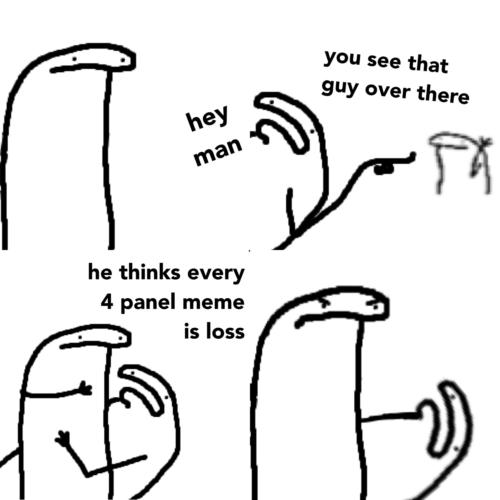 hey
man
you see that
guy over there
he thinks every
4 panel meme
is loss